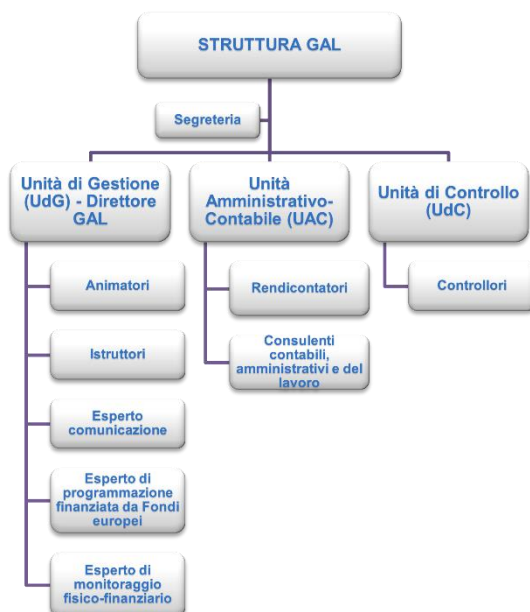 STRUTTURA GAL
Segreteria
Unità di Gestione
(UdG) - Direttore
GAL
Unità
Amministrativo-
Contabile (UAC)
Unità di Controllo
(UdC)
Animatori
Istruttori
Esperto
comunicazione
Esperto di
programmazione
finanziata da Fondi
europei
Esperto di
monitoraggio
fisico-finanziario
Rendicontatori
Consulenti
contabili,
amministrativi e del
lavoro
Controllori